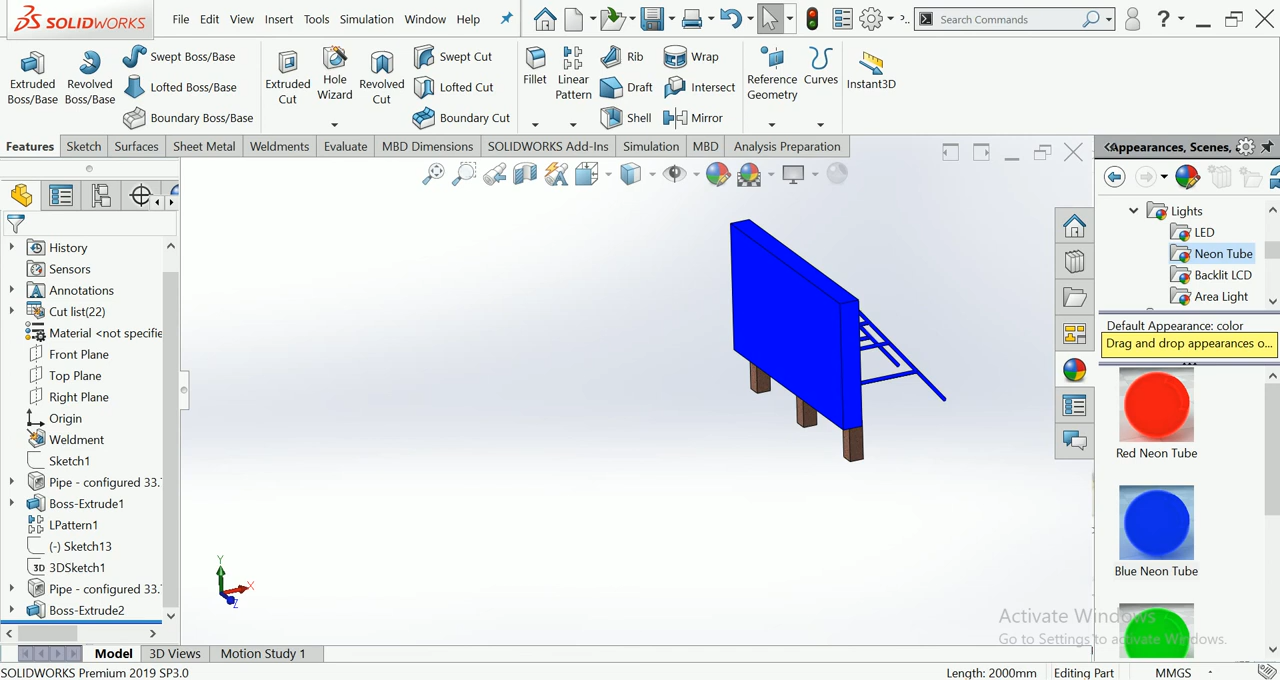 SOLIDWORKS
File Edit View Insert Tools Simulation Window Help
Search Commands
Extruded Boss/Base
Revolved Boss/Base
Swept Boss/Base
Lofted Boss/Base
Boundary Boss/Base
Extruded Cut
Hole Wizard
Revolved Cut
Swept Cut
Lofted Cut
Boundary Cut
Fillet
Linear Pattern
Rib
Draft
Shell
Wrap
Intersect
Mirror
Reference Geometry
Curves
Instant3D
Features Sketch Surfaces Sheet Metal Weldments Evaluate MBD Dimensions SOLIDWORKS Add-Ins Simulation MBD Analysis Preparation
Appearances, Scenes,
History
Sensors
Annotations
Cut list(22)
Material <not specifie
Front Plane
Top Plane
Right Plane
Origin
Weldment
Sketch1
Pipe - configured 33.
Boss-Extrude1
LPattern1
(-) Sketch13
3D 3DSketch1
Pipe - configured 33.
Boss-Extrude2
Y
X
Z
Lights
LED
Neon Tube
Backlit LCD
Area Light
Default Appearance: color
Drag and drop appearances o...
Red Neon Tube
Blue Neon Tube
Activate Windows
Go to Settings to activate Windows.
Model 3D Views Motion Study 1
SOLIDWORKS Premium 2019 SP3.0
Length: 2000mm Editing Part MMGS